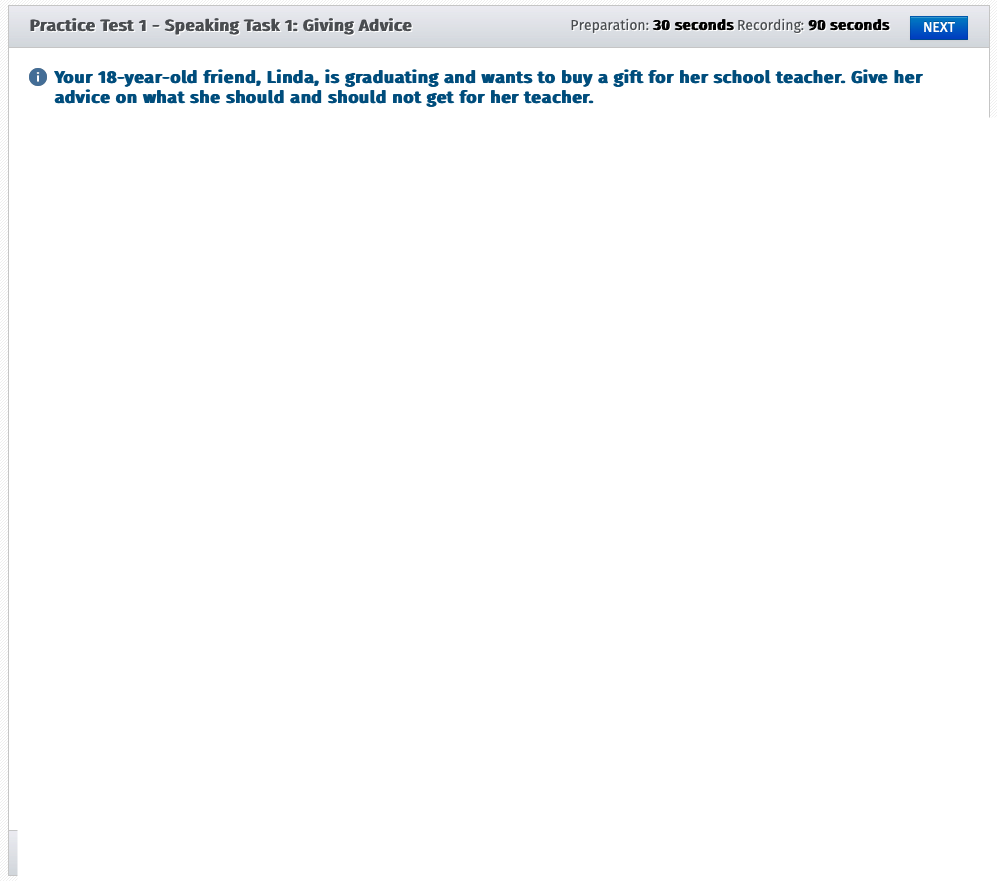 Practice Test 1 - Speaking Task 1: Giving Advice
Preparation: 30 seconds Recording: 90 seconds
NEXT
Your 18-year-old friend, Linda, is graduating and wants to buy a gift for her school teacher. Give her
advice on what she should and should not get for her teacher.